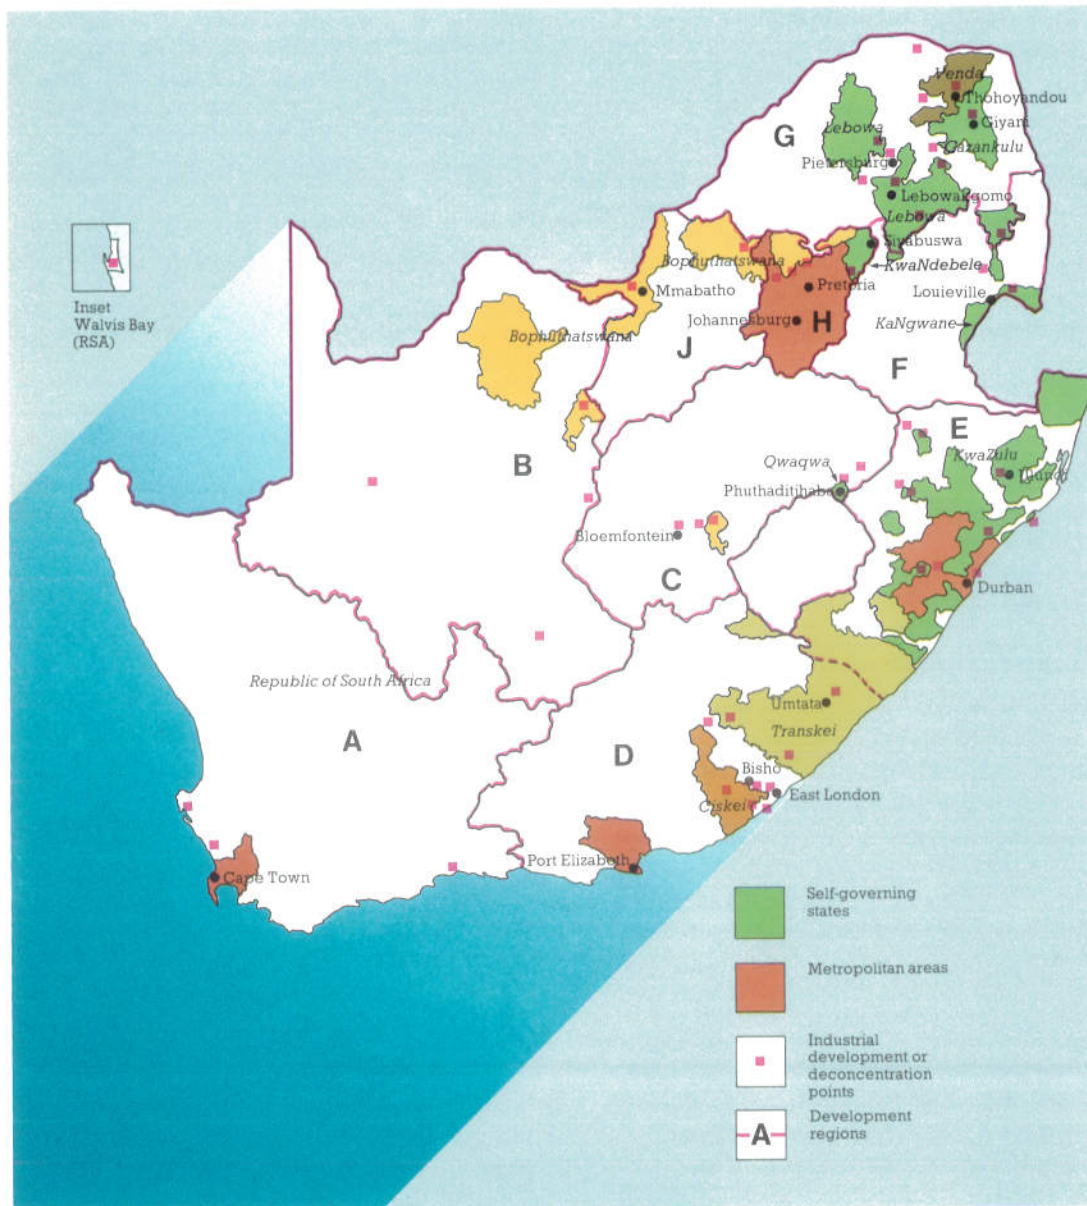 Venda
Thohoyandou
Giyani
Lebowa
Gazankulu
G
Pietersburg
Lebowakgomo
Lebowa
Siyabuswa
Inset
Walvis Bay
(RSA)
Bophuthatswana
KwaNdebele
Mmabatho
Pretoria
Louieville
Johannesburg
H
KaNgwane
Bophuthatswana
J
F
E
B
KwaZulu
Qwaqwa
Ulundi
Phuthaditjhaba
Bloemfontein
C
Durban
Republic of South Africa
Umtata
Transkei
A
D
Bisho
East London
Ciskei
Port Elizabeth
Cape Town
Self-governing
states
Metropolitan areas
Industrial
development or
deconcentration
points
A
Development
regions